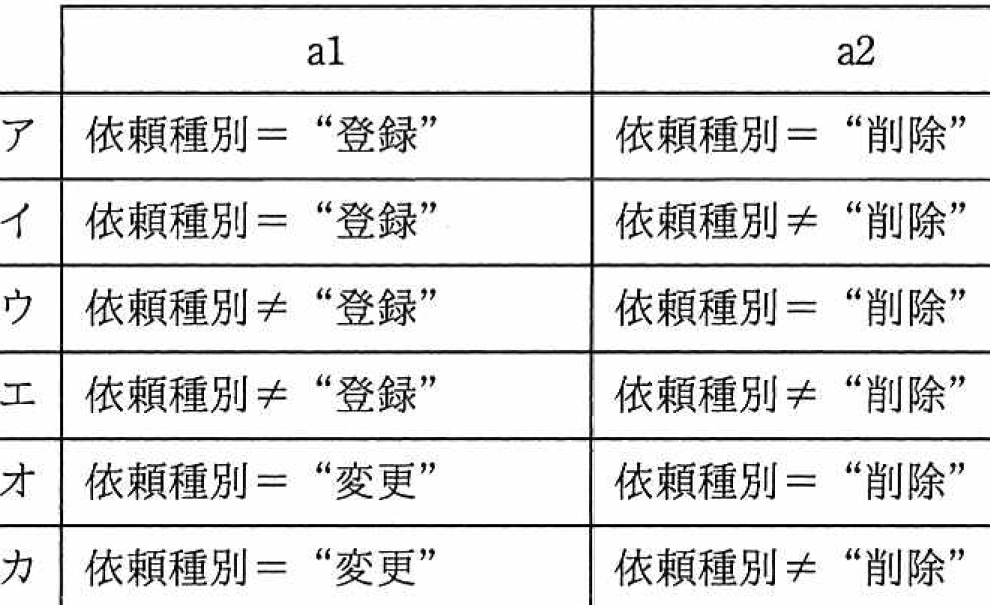 a1 a2
ア 依頼種別＝“登録” 依頼種別＝“削除”
イ 依頼種別＝“登録” 依頼種別≠“削除”
ウ 依頼種別≠“登録” 依頼種別＝“削除”
エ 依頼種別≠“登録” 依頼種別≠“削除”
オ 依頼種別＝“変更” 依頼種別＝“削除”
カ 依頼種別＝“変更” 依頼種別≠“削除”